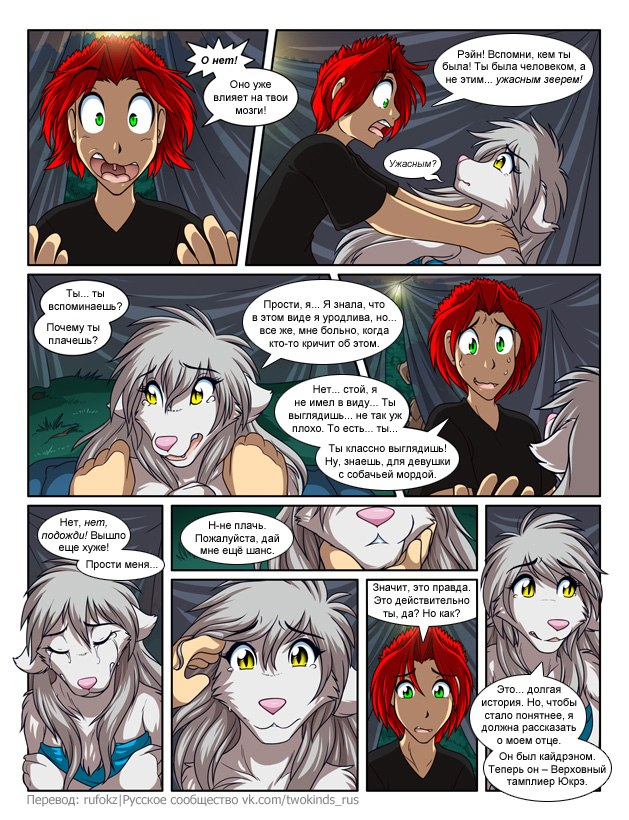 О нет!
Оно уже
влияет на твои
мозги!
Рэйн! Вспомни, кем ты
была! Ты была человеком, а
не этим... ужасным зверем!
Ужасным?
Ты... ты
вспоминаешь?
Почему ты
плачешь?
Прости, я... Я знала, что
в этом виде я уродлива, но...
все же, мне больно, когда
кто-то кричит об этом.
Нет... стой, я
не имел в виду... Ты
выглядишь... не так уж
плохо. То есть... ты...
Ты классно выглядишь!
Ну, знаешь, для девушки
с собачьей мордой.
Нет, нет,
подожди! Вышло
еще хуже!
Прости меня...
Н-не плачь.
Пожалуйста, дай
мне ещё шанс.
Значит, это правда.
Это действительно
ты, да? Но как?
Это... долгая
история. Но, чтобы
стало понятнее, я
должна рассказать
о моем отце.
Он был кайдрэном.
Теперь он – Верховный
тамплиер Юкрэ.
Перевод: rufokz|Русское сообщество vk.com/twokinds_rus